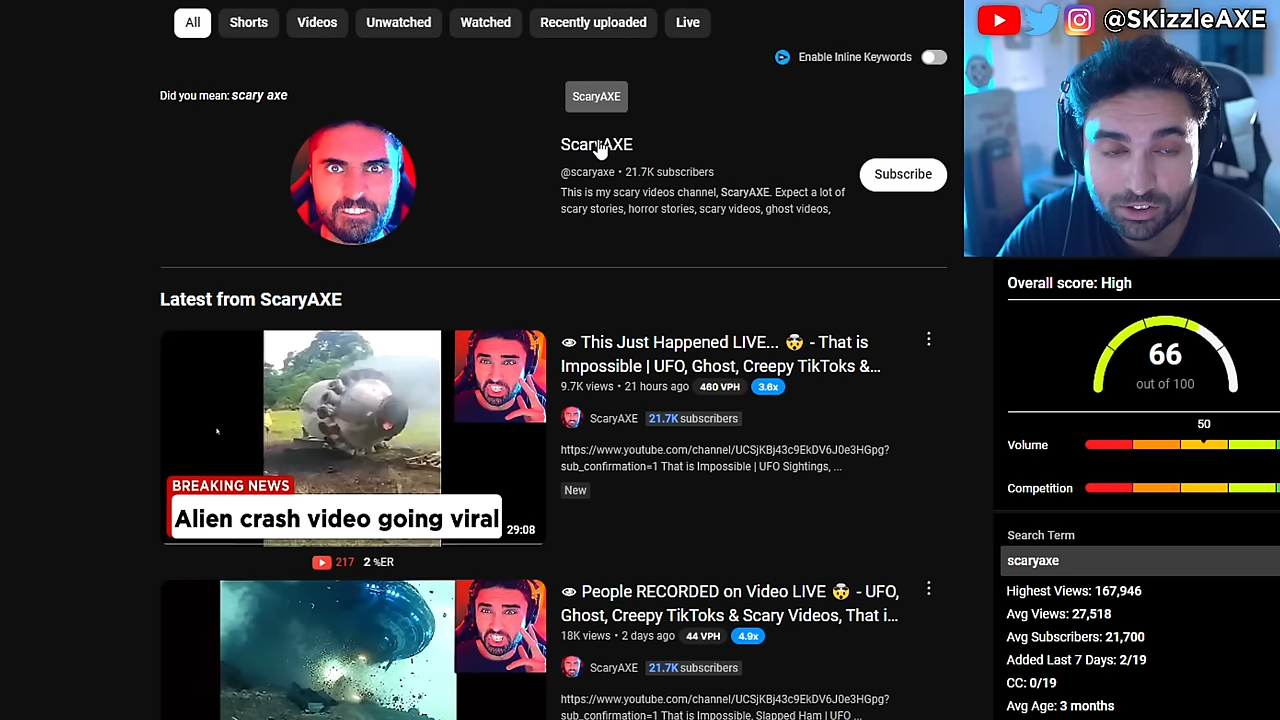 All
Shorts
Videos
Unwatched
Watched
Recently uploaded
Live
@SKizzleAXE
Enable Inline Keywords
Did you mean: scary axe
ScaryAXE
ScaryAXE
@scaryaxe • 21.7K subscribers
Subscribe
This is my scary videos channel, ScaryAXE. Expect a lot of
scary stories, horror stories, scary videos, ghost videos,
Latest from ScaryAXE
BREAKING NEWS
Alien crash video going viral
29:08
This Just Happened LIVE... 🤯 - That is
Impossible | UFO, Ghost, Creepy TikToks &...
9.7K views • 21 hours ago 460 VPH 3.6x
ScaryAXE 21.7K subscribers
https://www.youtube.com/channel/UCSjKBj43c9EkDV6J0e3HGpg?
sub_confirmation=1 That is Impossible | UFO Sightings, ...
New
217 2 %ER
People RECORDED on Video LIVE 🤯 - UFO,
Ghost, Creepy TikToks & Scary Videos, That i...
18K views • 2 days ago 44 VPH 4.9x
ScaryAXE 21.7K subscribers
https://www.youtube.com/channel/UCSjKBj43c9EkDV6J0e3HGpg?
sub_confirmation=1 That is Impossible, Slapped Ham | UFO ...
Overall score: High
66
out of 100
50
Volume
Competition
Search Term
scaryaxe
Highest Views: 167,946
Avg Views: 27,518
Avg Subscribers: 21,700
Added Last 7 Days: 2/19
CC: 0/19
Avg Age: 3 months